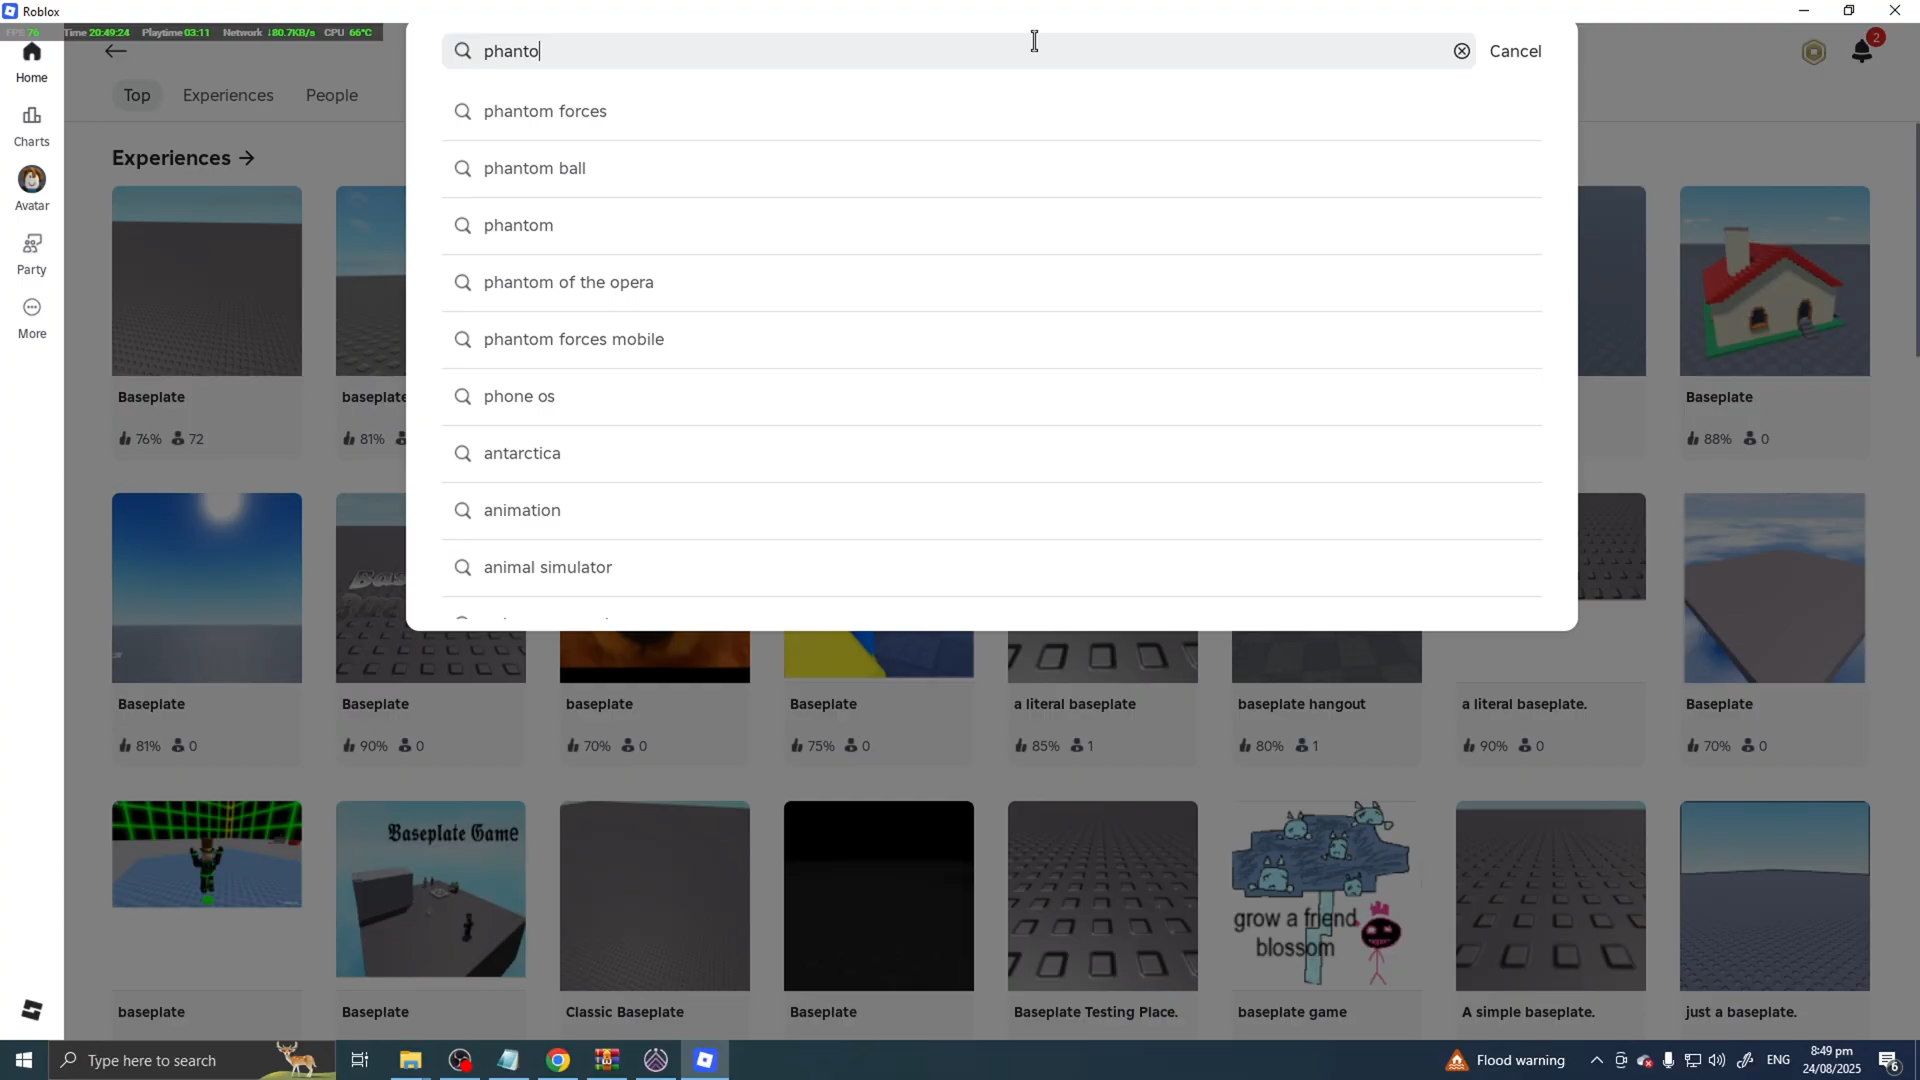 Roblox
FPS 76 Time 20:49:24 Playtime 03:11 Network ↓80.7KB/s CPU 66°C
phanto
Cancel
2
Home
Charts
Avatar
Party
More
Top Experiences People
Experiences →
phantom forces
phantom ball
phantom
phantom of the opera
phantom forces mobile
phone os
antarctica
animation
animal simulator
Baseplate baseplate Baseplate
76% 72 81% 88% 0
Baseplate Baseplate baseplate Baseplate a literal baseplate baseplate hangout a literal baseplate. Baseplate
81% 0 90% 0 70% 0 75% 0 85% 1 80% 1 90% 0 70% 0
Baseplate Game
grow a friend
blossom
baseplate Baseplate Classic Baseplate Baseplate Baseplate Testing Place. baseplate game A simple baseplate. just a baseplate.
Type here to search
Flood warning
ENG
8:49 pm
24/08/2025
6